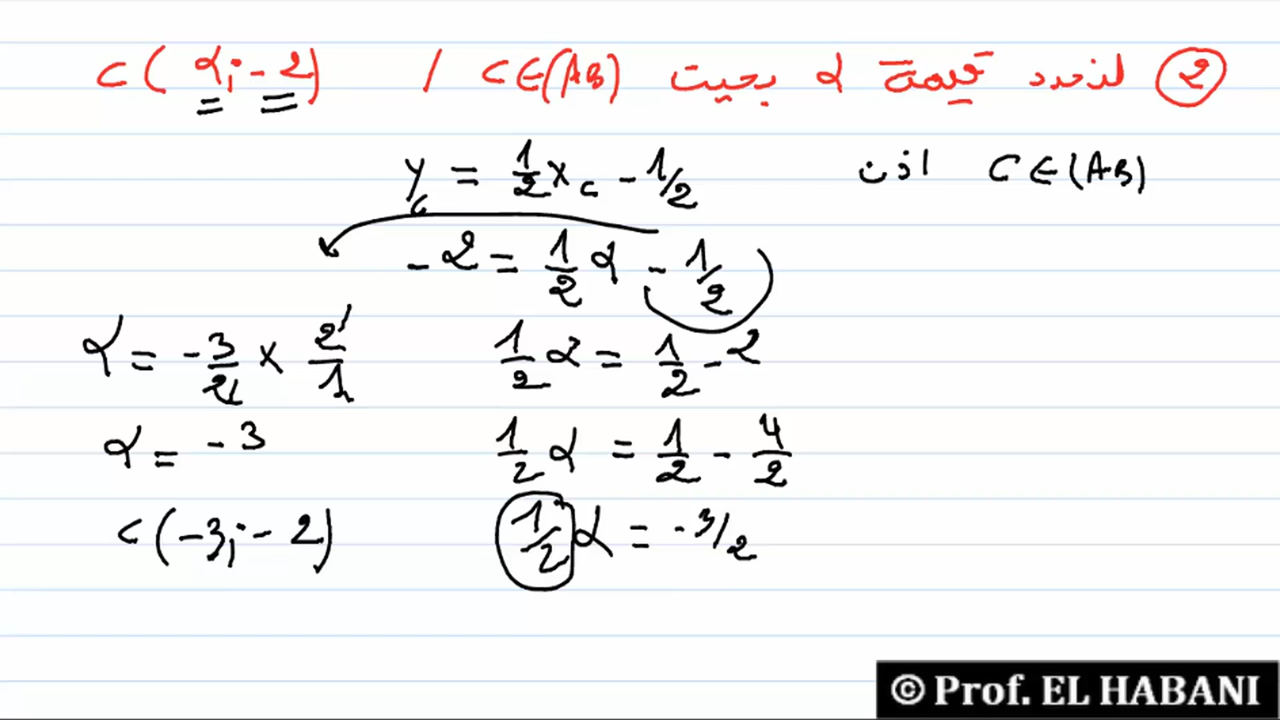 ② لنحدد قيمة α بحيث C(α; -2) / C∈(AB)
C∈(AB) اذن y_c = 1/2 x_c - 1/2
-2 = 1/2 α - 1/2
1/2 α = 1/2 - 2
1/2 α = 1/2 - 4/2
1/2 α = -3/2
α = -3/2 × 2/1
α = -3
C(-3; -2)
© Prof. EL HABANI